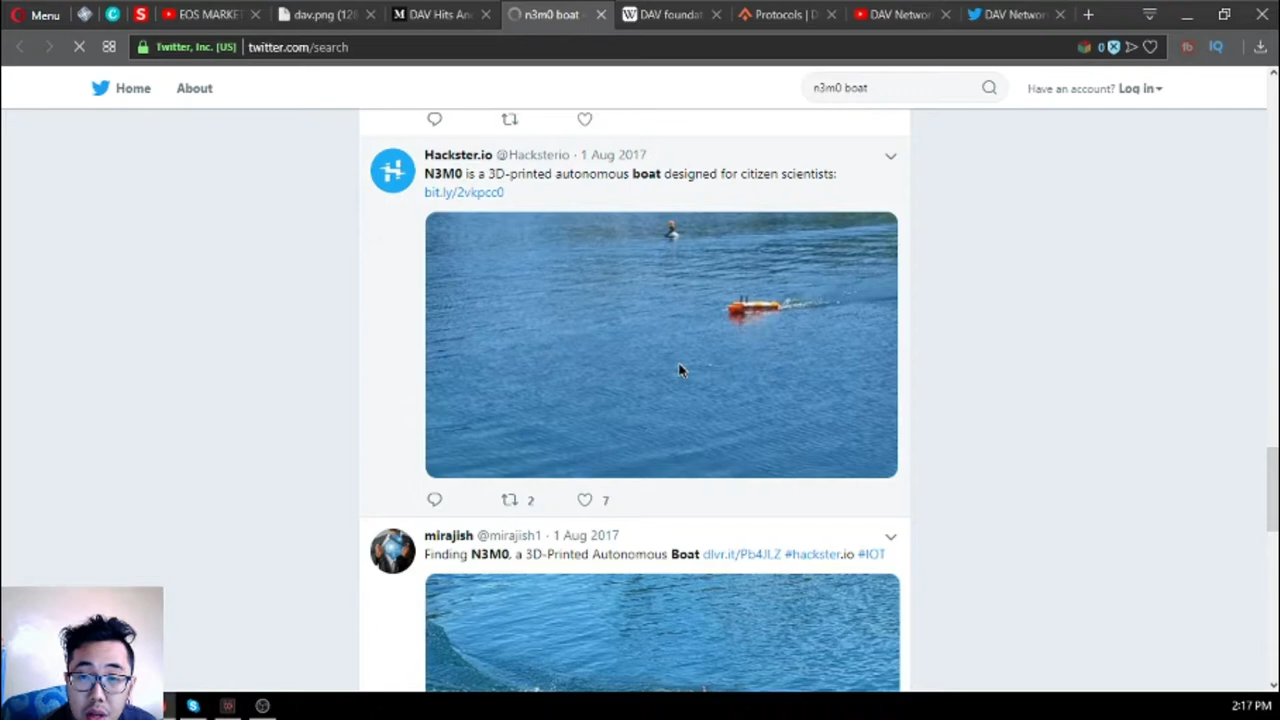 Menu
EOS MARKE
dav.png (128
DAV Hits An
n3m0 boat
DAV foundat
Protocols | D
DAV Networ
DAV Networ
Twitter, Inc. [US]
twitter.com/search
0
IQ
Home
About
n3m0 boat
Have an account? Log in
Hackster.io @Hacksterio · 1 Aug 2017
N3M0 is a 3D-printed autonomous boat designed for citizen scientists:
bit.ly/2vkpcc0
2
7
mirajish @mirajish1 · 1 Aug 2017
Finding N3M0, a 3D-Printed Autonomous Boat dlvr.it/Pb4JLZ #hackster.io #IOT
2:17 PM